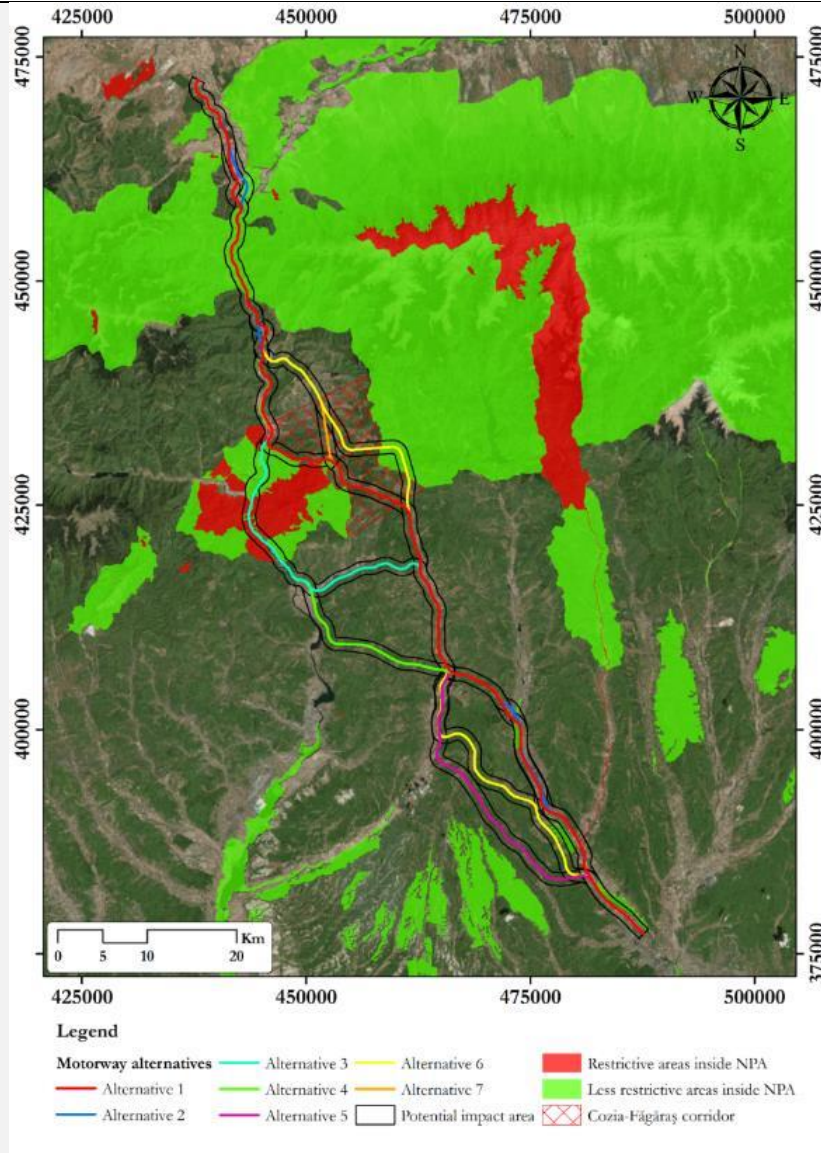 425000 450000 475000 500000
475000 475000
N
W E
S
450000 450000
425000 425000
400000 400000
Km
0 5 10 20
375000 375000
425000 450000 475000 500000
Legend
Motorway alternatives Alternative 3 Alternative 6 Restrictive areas inside NPA
Alternative 1 Alternative 4 Alternative 7 Less restrictive areas inside NPA
Alternative 2 Alternative 5 Potential impact area Cozia-Făgăraș corridor